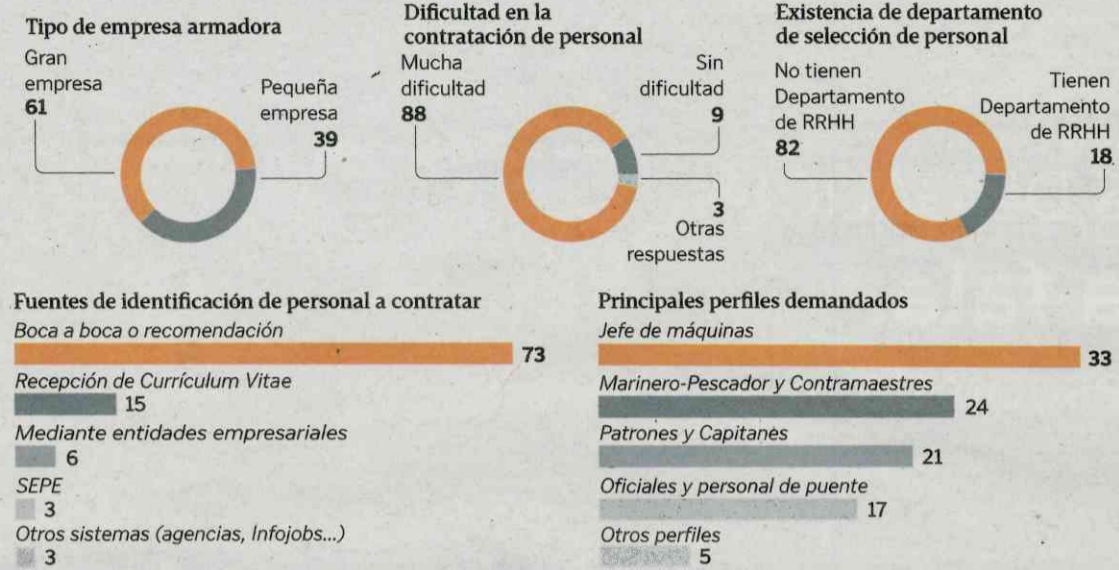 Tipo de empresa armadora
Gran
empresa
61
Pequeña
empresa
39
Dificultad en la
contratación de personal
Mucha
dificultad
88
Sin
dificultad
9
3
Otras
respuestas
Existencia de departamento
de selección de personal
No tienen
Departamento
de RRHH
82
Tienen
Departamento
de RRHH
18
Fuentes de identificación de personal a contratar
Boca a boca o recomendación
73
Recepción de Currículum Vitae
15
Mediante entidades empresariales
6
SEPE
3
Otros sistemas (agencias, Infojobs...)
3
Principales perfiles demandados
Jefe de máquinas
33
Marinero-Pescador y Contramaestres
24
Patrones y Capitanes
21
Oficiales y personal de puente
17
Otros perfiles
5